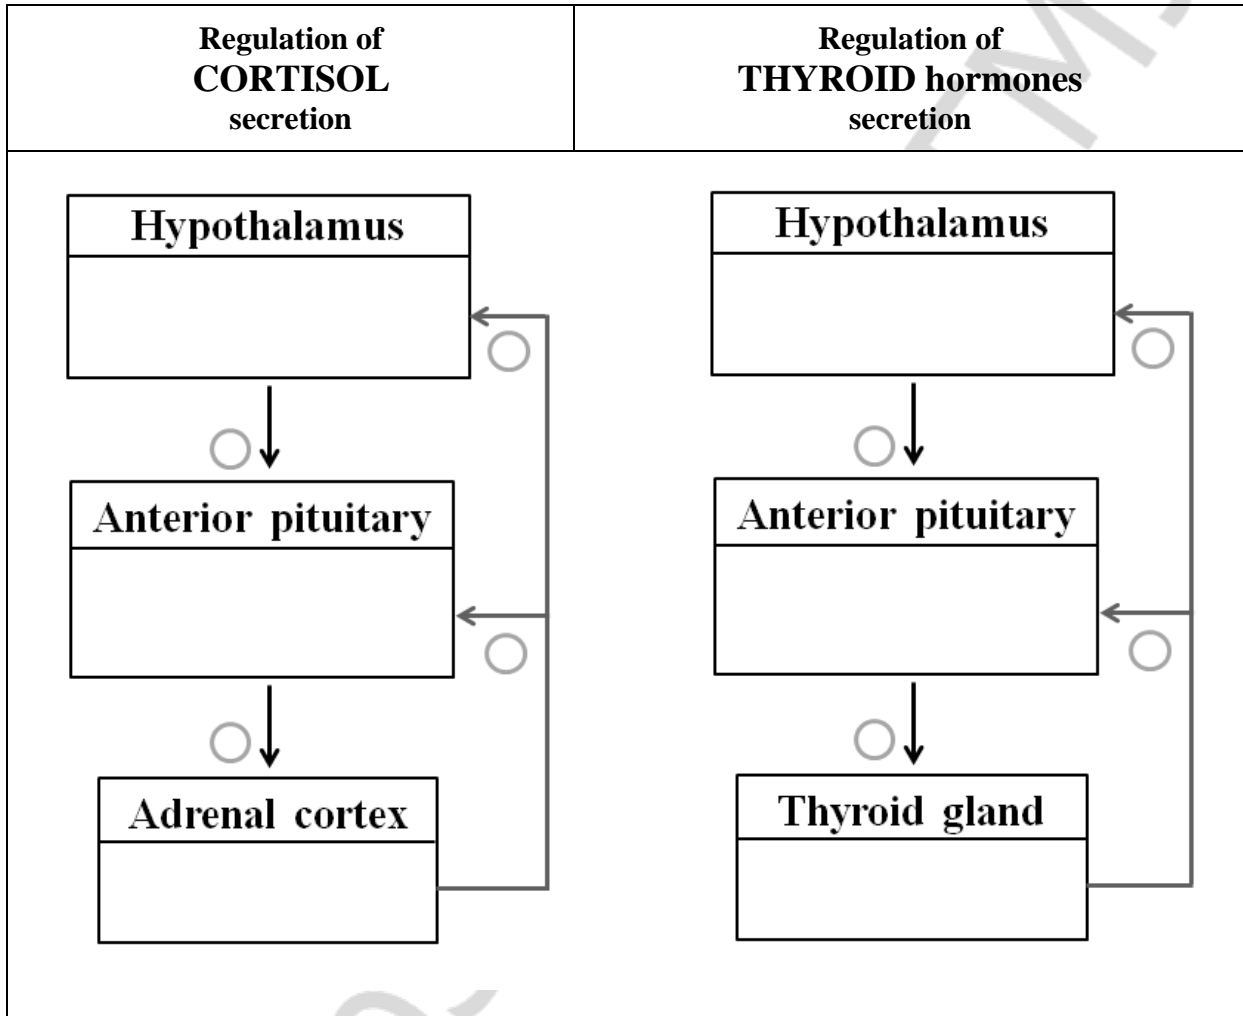 Regulation of
CORTISOL
secretion
Regulation of
THYROID hormones
secretion
Hypothalamus
Anterior pituitary
Adrenal cortex
Hypothalamus
Anterior pituitary
Thyroid gland